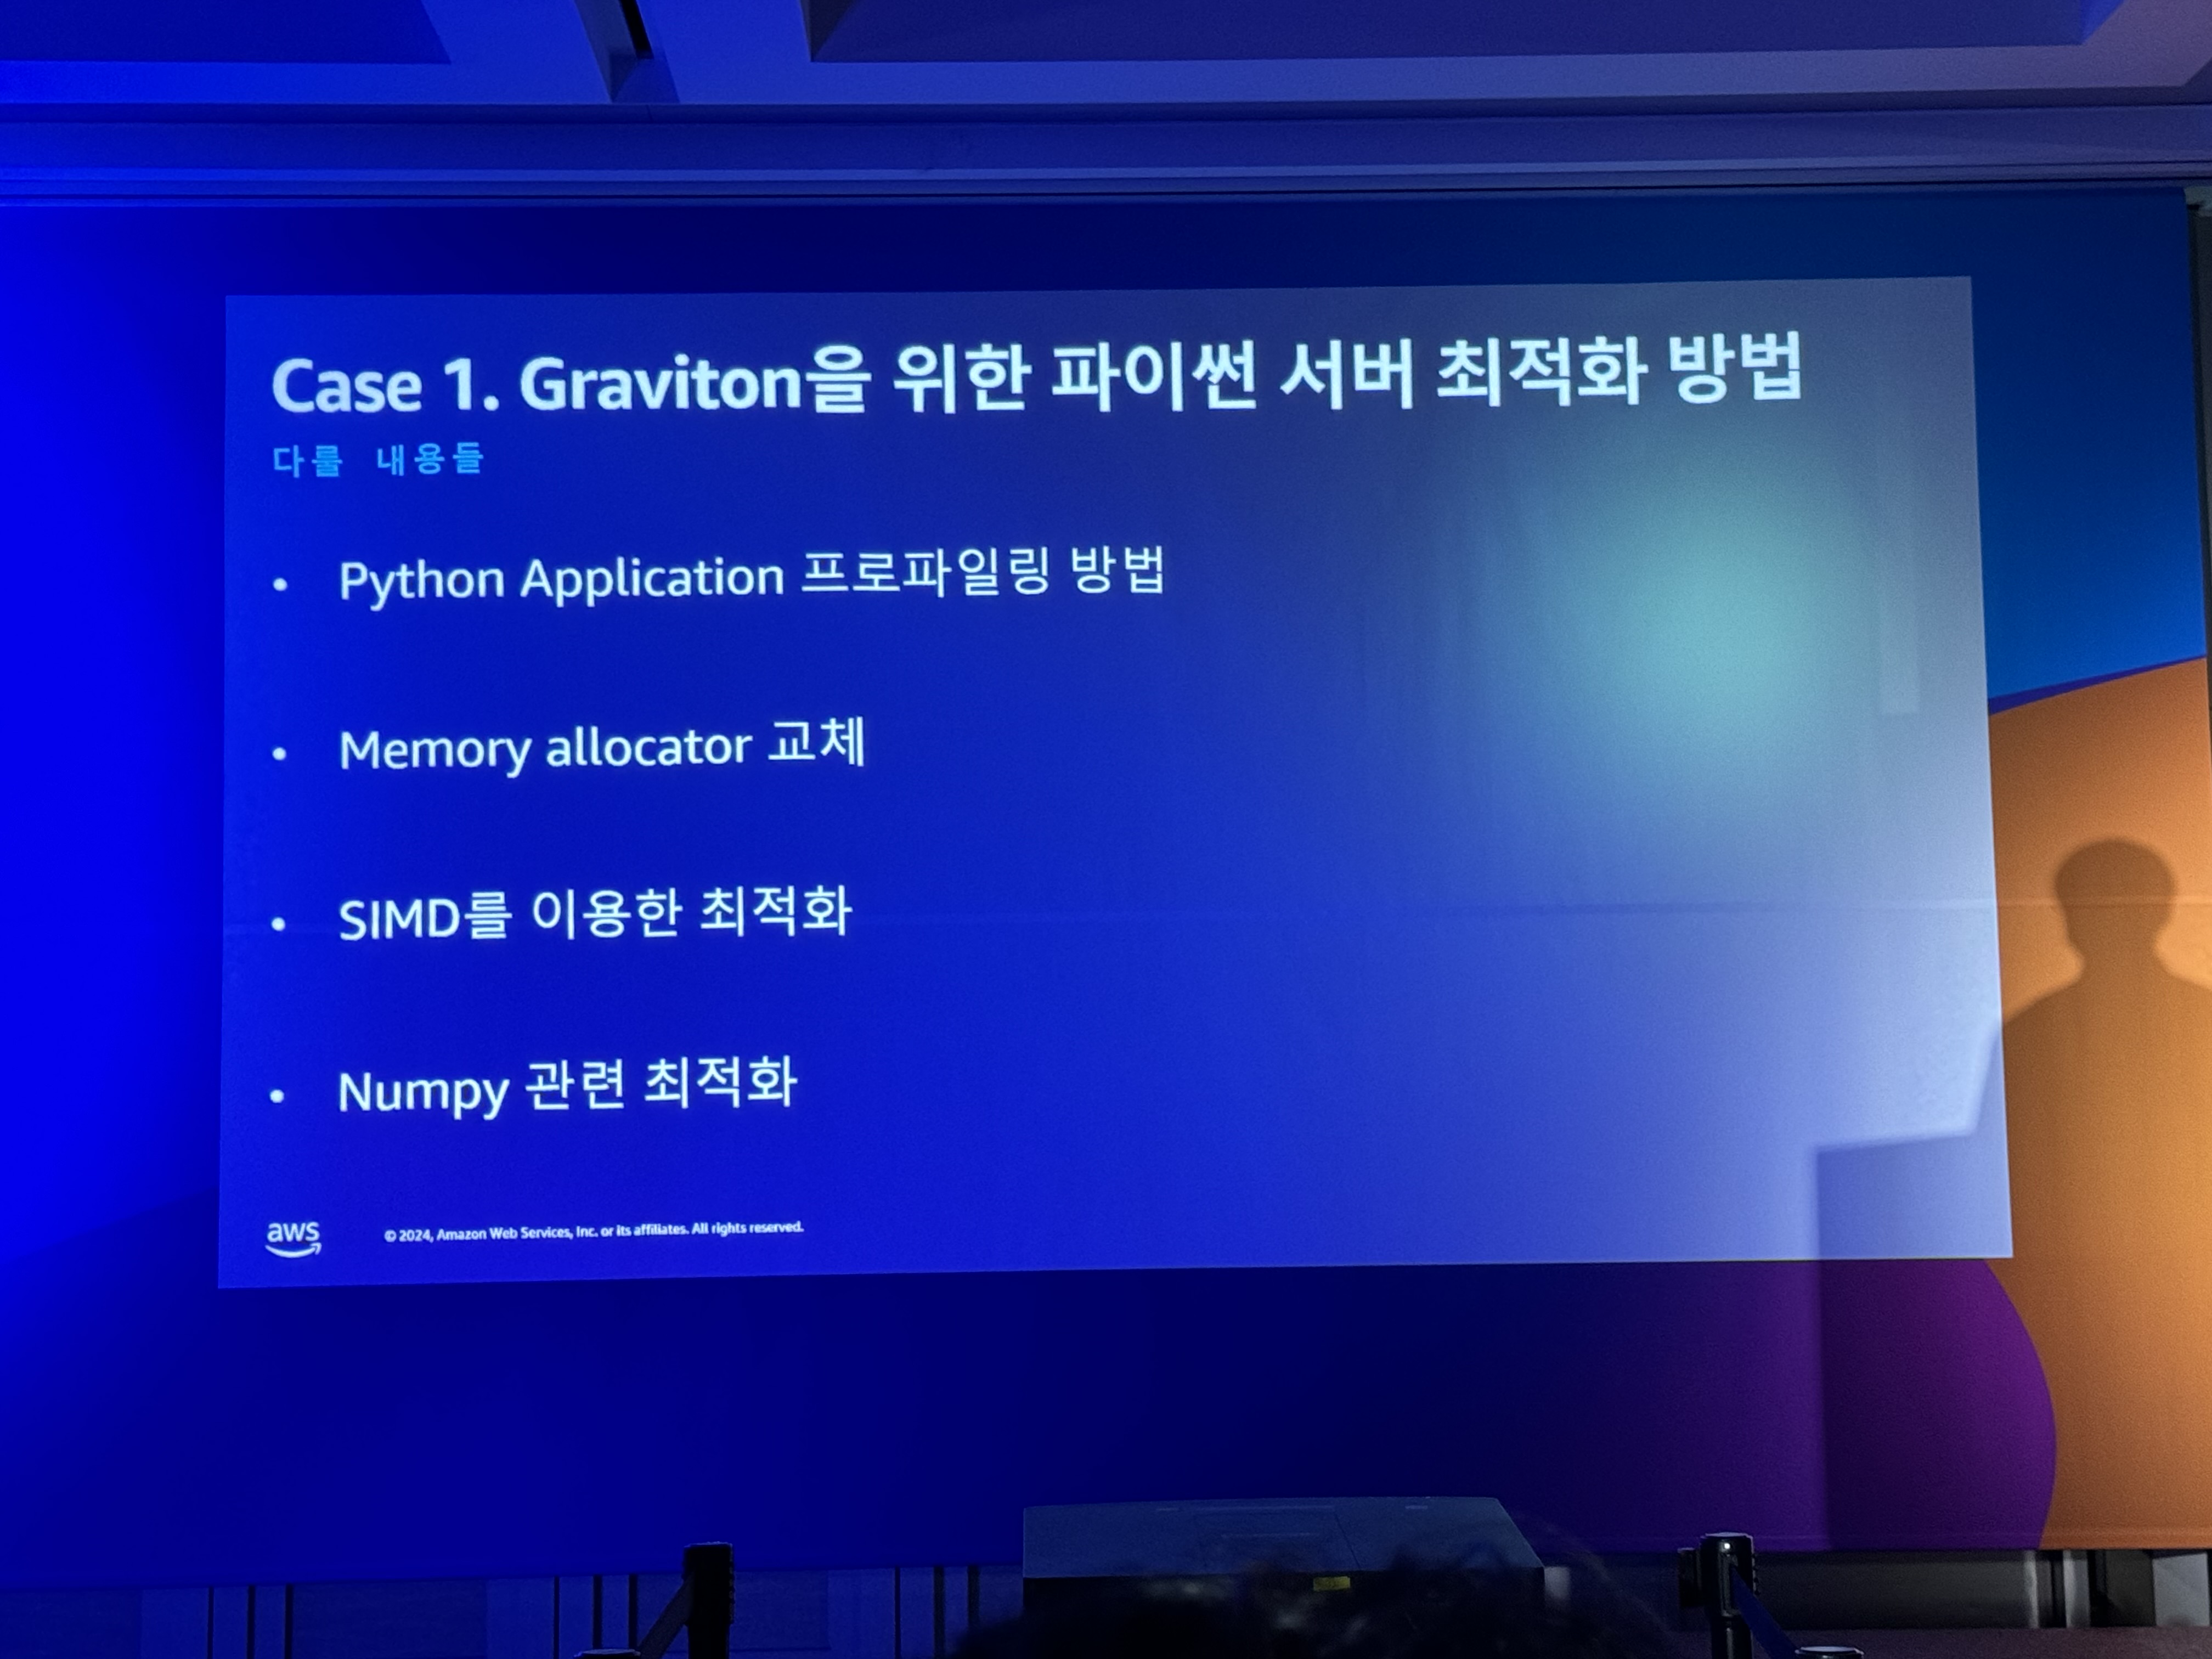 Case 1. Graviton을 위한 파이썬 서버 최적화 방법
다룰 내용들
• Python Application 프로파일링 방법
• Memory allocator 교체
• SIMD를 이용한 최적화
• Numpy 관련 최적화
aws
© 2024, Amazon Web Services, Inc. or its affiliates. All rights reserved.